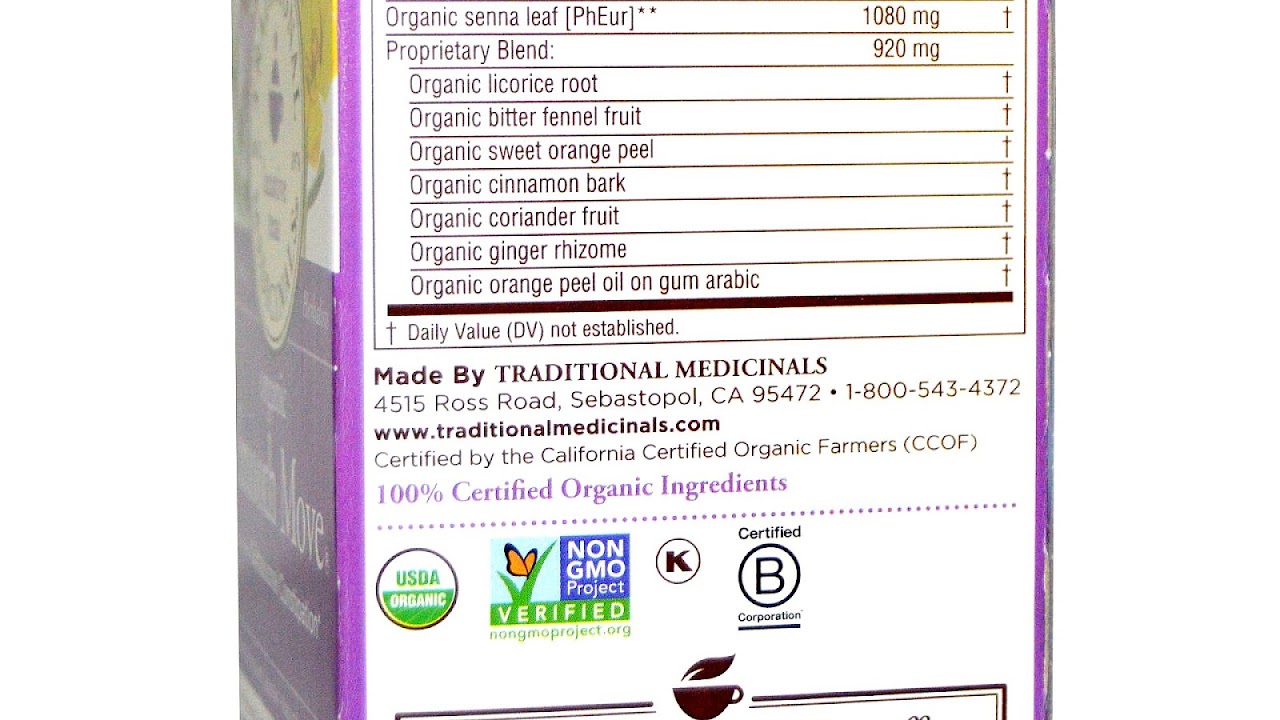 Organic senna leaf [PhEur]** 1080 mg †
Proprietary Blend: 920 mg
Organic licorice root †
Organic bitter fennel fruit †
Organic sweet orange peel †
Organic cinnamon bark †
Organic coriander fruit †
Organic ginger rhizome †
Organic orange peel oil on gum arabic †
† Daily Value (DV) not established.
Made By TRADITIONAL MEDICINALS
4515 Ross Road, Sebastopol, CA 95472 • 1-800-543-4372
www.traditionalmedicinals.com
Certified by the California Certified Organic Farmers (CCOF)
100% Certified Organic Ingredients
USDA
ORGANIC
NON
GMO
Project
VERIFIED
nongmoproject.org
K
Certified
B
Corporation
Move